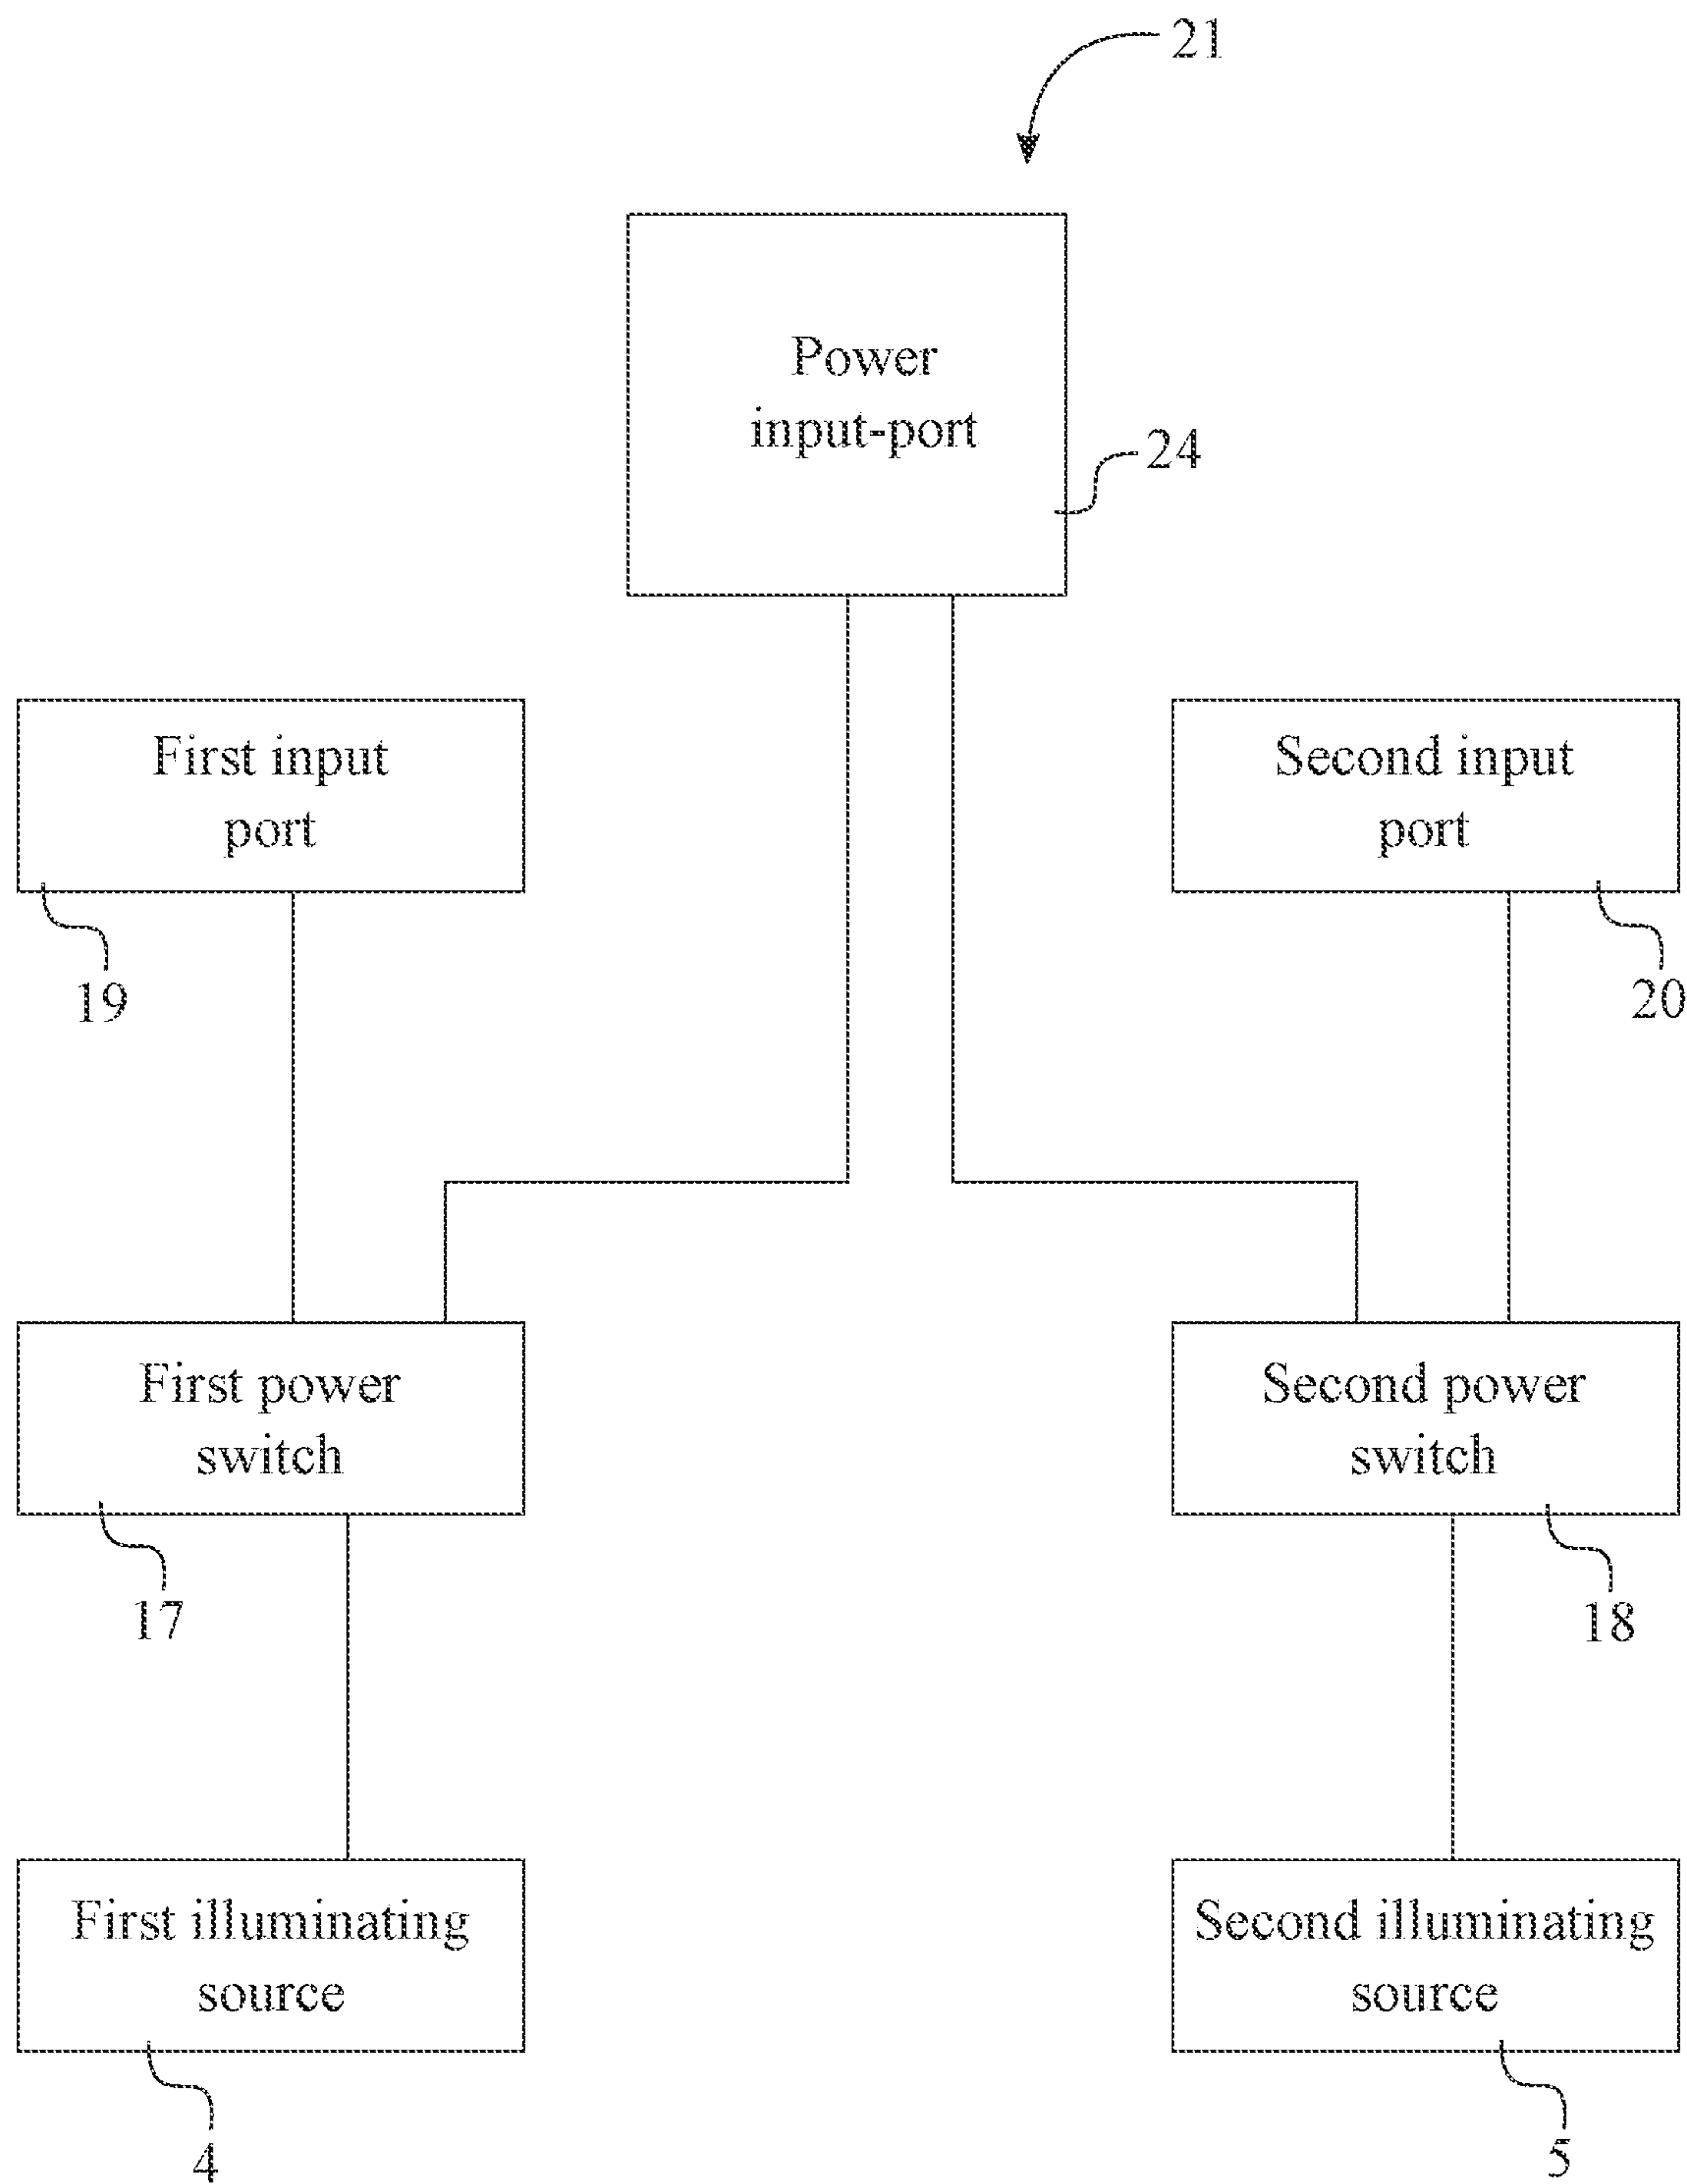 21
Power
input-port
24
First input
port
19
Second input
port
20
First power
switch
17
Second power
switch
18
First illuminating
source
4
Second illuminating
source
5